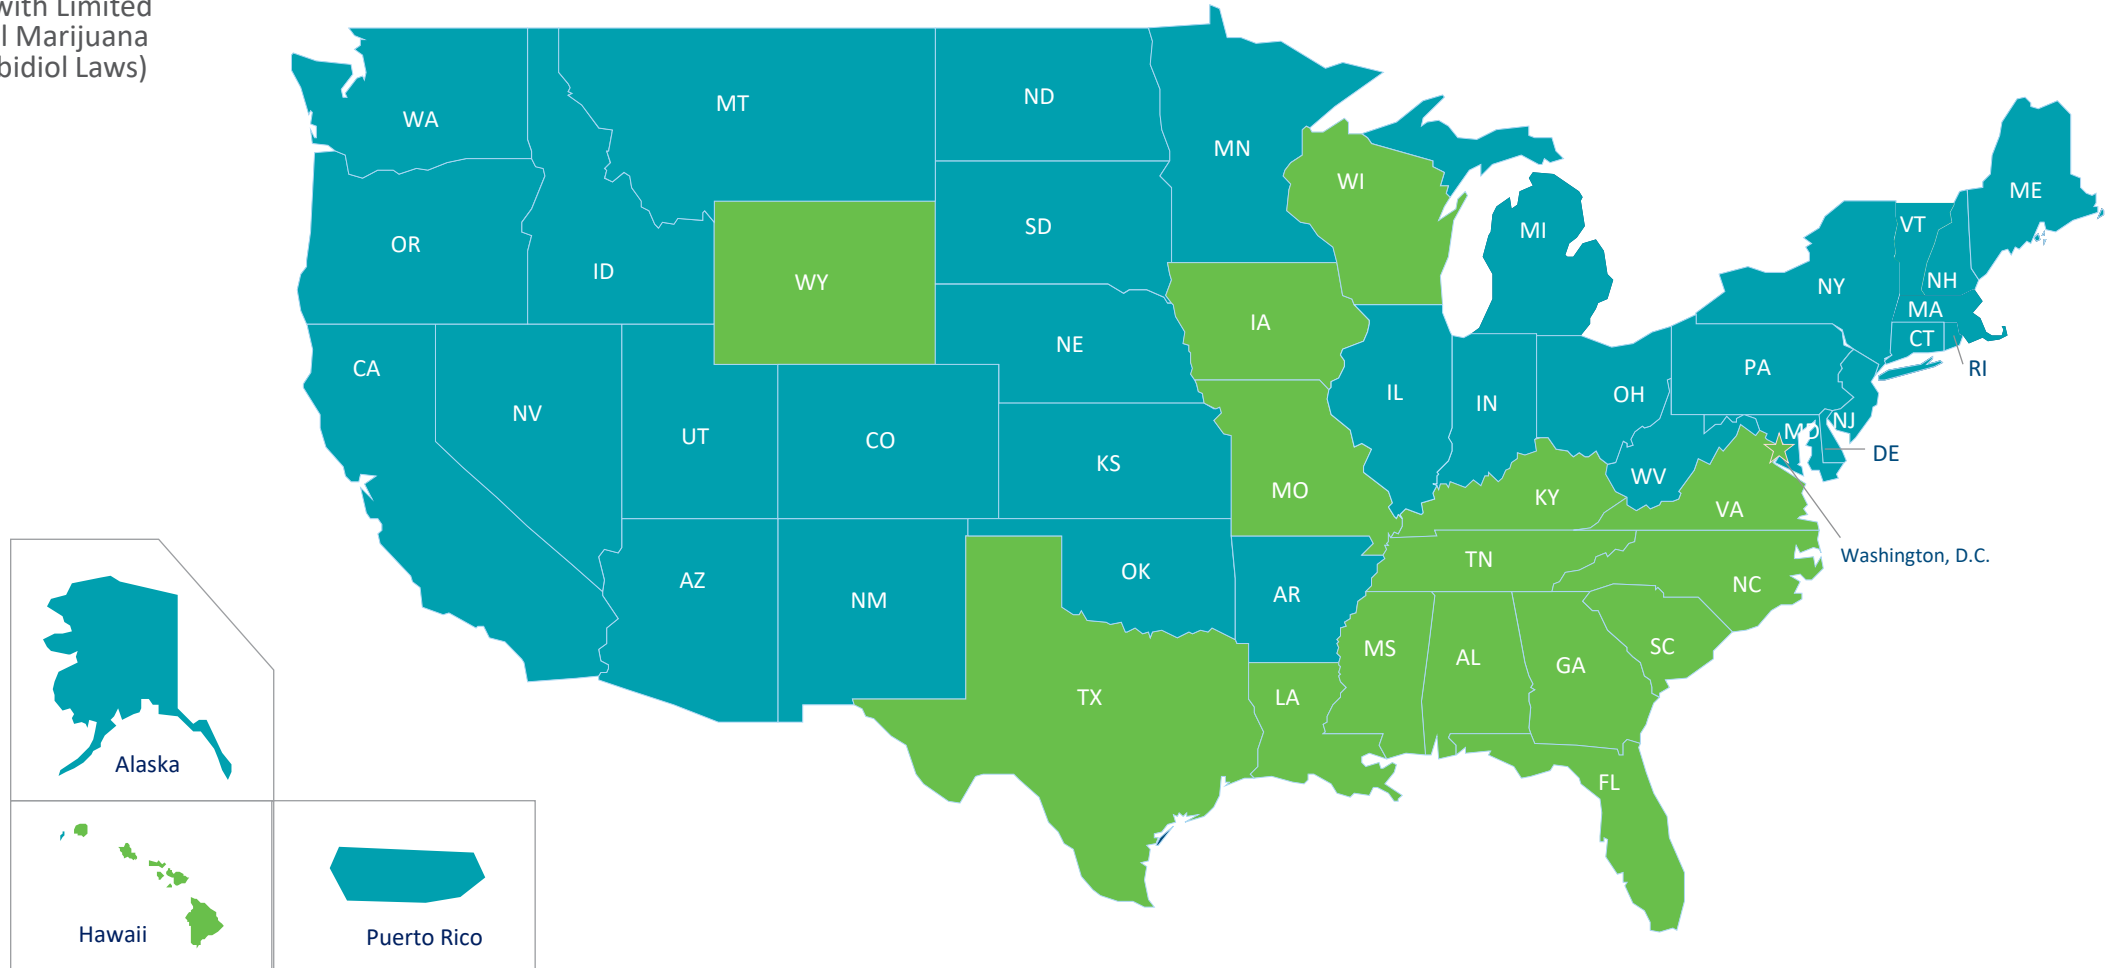 with Limited
l Marijuana
bidiol Laws)
WA
MT
ND
MN
WI
MI
ME
VT
NH
NY
MA
CT
RI
OR
ID
WY
SD
IA
NE
CA
NV
UT
CO
KS
MO
IL
IN
OH
PA
NJ
MD
DE
WV
KY
VA
Washington, D.C.
TN
NC
AZ
NM
OK
AR
MS
AL
GA
SC
TX
LA
FL
Alaska
Hawaii
Puerto Rico